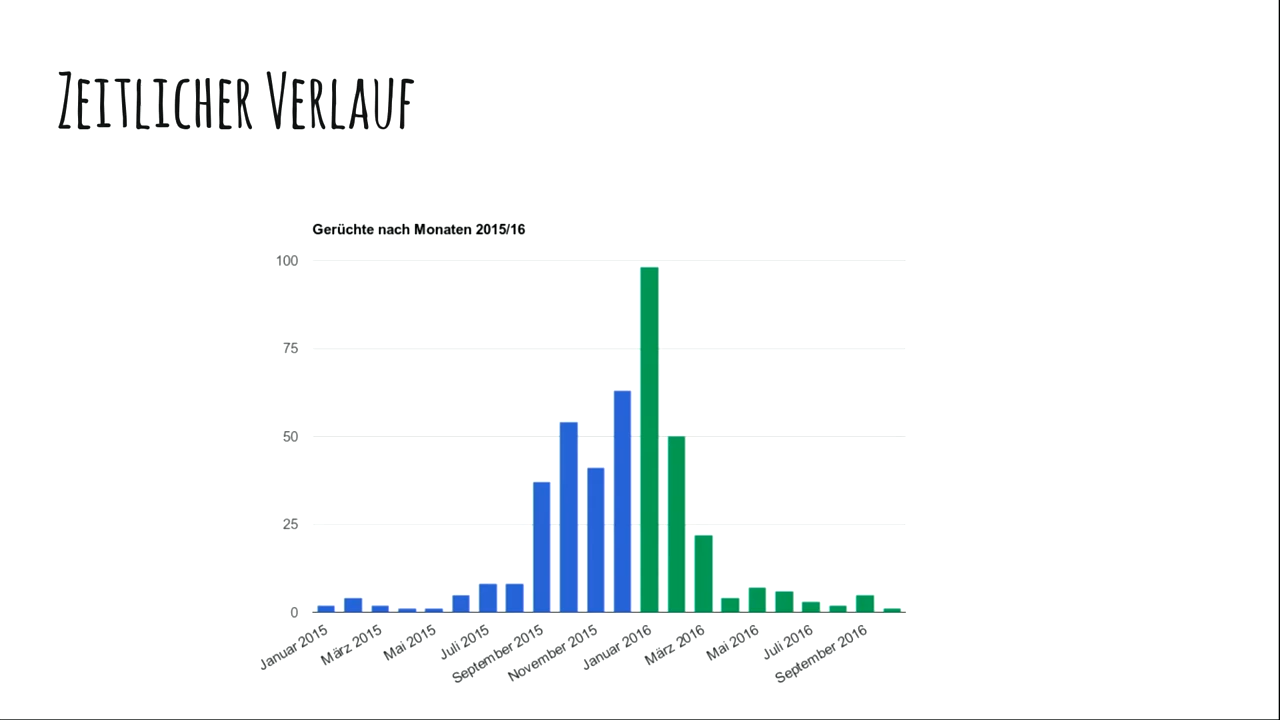 Zeitlicher Verlauf
Gerüchte nach Monaten 2015/16
100
75
50
25
0
Januar 2015
März 2015
Mai 2015
Juli 2015
September 2015
November 2015
Januar 2016
März 2016
Mai 2016
Juli 2016
September 2016